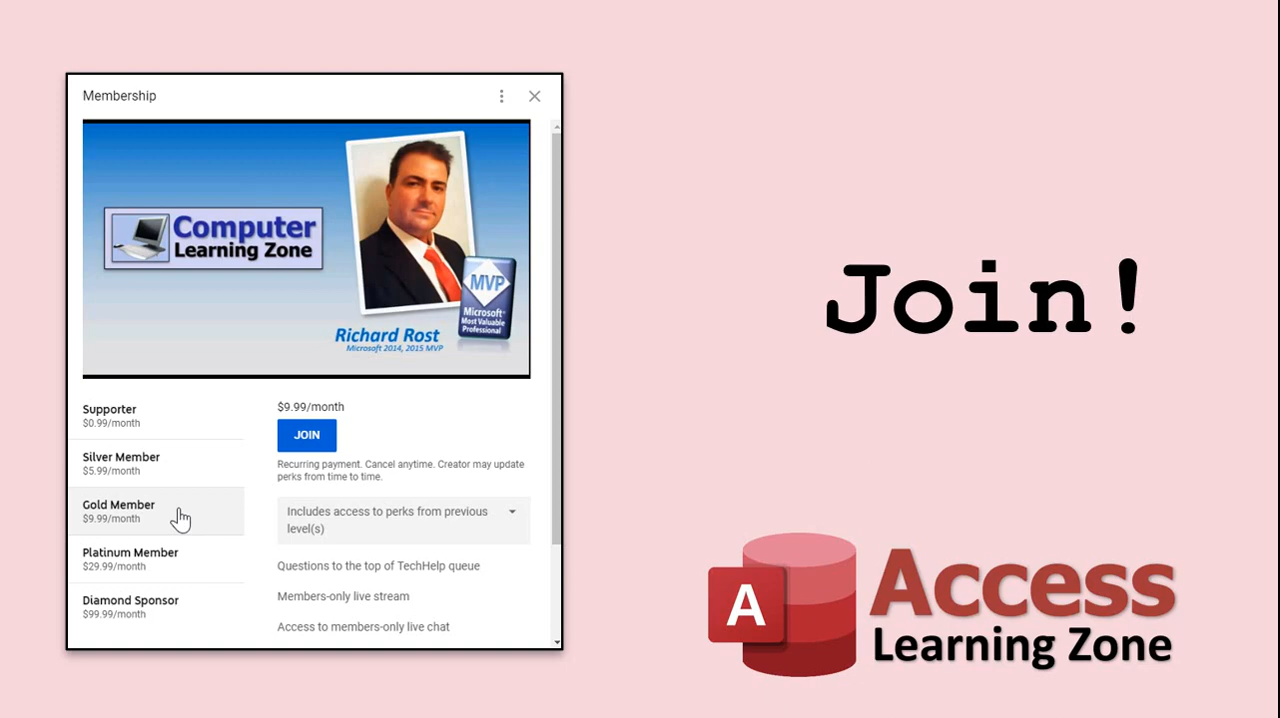 Membership
Computer
Learning Zone
MVP
Microsoft®
Most Valuable
Professional
Richard Rost
Microsoft 2014, 2015 MVP
Supporter
$0.99/month
Silver Member
$5.99/month
Gold Member
$9.99/month
Platinum Member
$29.99/month
Diamond Sponsor
$99.99/month
$9.99/month
JOIN
Recurring payment. Cancel anytime. Creator may update
perks from time to time.
Includes access to perks from previous
level(s)
Questions to the top of TechHelp queue
Members-only live stream
Access to members-only live chat
Join!
A
Access
Learning Zone